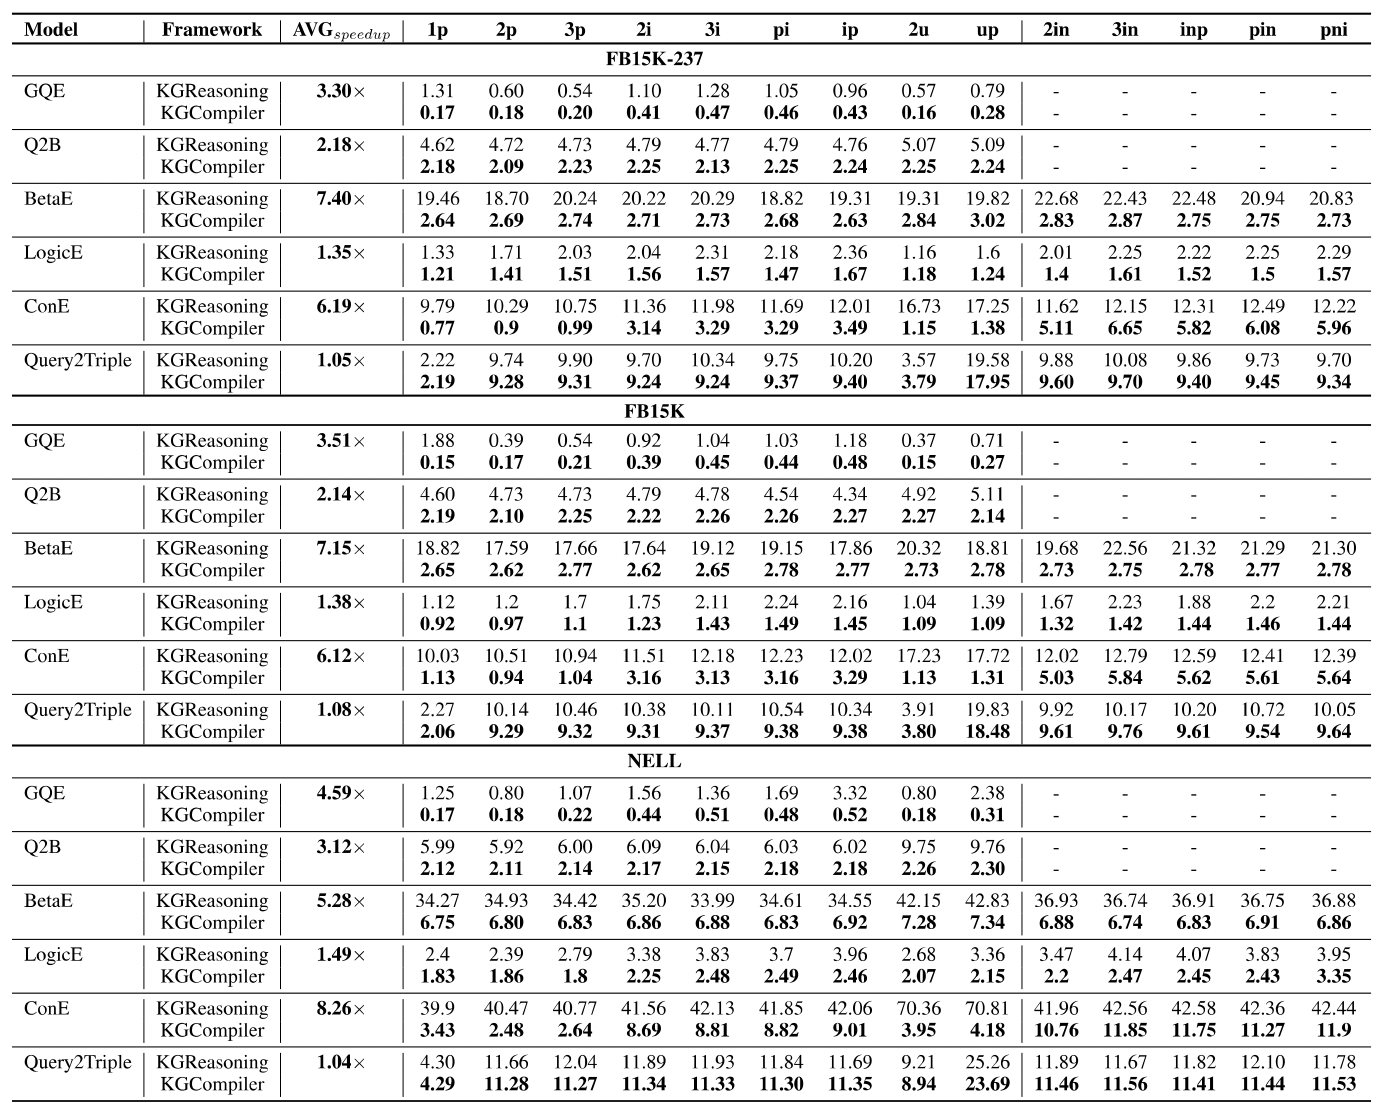 Model Framework AVGspeedup 1p 2p 3p 2i 3i pi ip 2u up 2in 3in inp pin pni
FB15K-237
GQE KGReasoning 3.30× 1.31 0.60 0.54 1.10 1.28 1.05 0.96 0.57 0.79 - - - - -
KGCompiler 0.17 0.18 0.20 0.41 0.47 0.46 0.43 0.16 0.28 - - - - -
Q2B KGReasoning 2.18× 4.62 4.72 4.73 4.79 4.77 4.79 4.76 5.07 5.09 - - - - -
KGCompiler 2.18 2.09 2.23 2.25 2.13 2.25 2.24 2.25 2.24 - - - - -
BetaE KGReasoning 7.40× 19.46 18.70 20.24 20.22 20.29 18.82 19.31 19.31 19.82 22.68 22.43 22.48 20.94 20.83
KGCompiler 2.64 2.69 2.74 2.71 2.73 2.68 2.63 2.84 3.02 2.83 2.87 2.75 2.75 2.73
LogicE KGReasoning 1.35× 1.33 1.71 2.03 2.04 2.31 2.18 2.36 1.16 1.6 2.01 2.25 2.22 2.25 2.29
KGCompiler 1.21 1.41 1.51 1.56 1.57 1.47 1.67 1.18 1.24 1.4 1.61 1.52 1.5 1.57
ConE KGReasoning 6.19× 9.79 10.29 10.75 11.36 11.98 11.69 12.01 16.73 17.25 11.62 12.15 12.31 12.49 12.22
KGCompiler 0.77 0.9 0.99 3.14 3.29 3.29 3.49 1.15 1.38 5.11 6.65 5.82 6.08 5.96
Query2Triple KGReasoning 1.05× 2.22 9.74 9.90 9.70 10.34 9.75 10.20 3.57 19.58 9.88 10.08 9.86 9.73 9.70
KGCompiler 2.19 9.28 9.31 9.24 9.24 9.37 9.40 3.79 17.95 9.60 9.70 9.40 9.45 9.34
FB15K
GQE KGReasoning 3.51× 1.88 0.39 0.54 0.92 1.04 1.03 1.18 0.37 0.71 - - - - -
KGCompiler 0.15 0.17 0.21 0.39 0.45 0.44 0.48 0.15 0.27 - - - - -
Q2B KGReasoning 2.14× 4.60 4.73 4.73 4.79 4.78 4.54 4.34 4.92 5.11 - - - - -
KGCompiler 2.19 2.10 2.25 2.22 2.26 2.26 2.27 2.27 2.14 - - - - -
BetaE KGReasoning 7.15× 18.82 17.59 17.66 17.64 19.12 19.15 17.86 20.32 18.81 19.68 22.56 21.32 21.29 21.30
KGCompiler 2.65 2.62 2.77 2.62 2.65 2.78 2.77 2.73 2.78 2.73 2.75 2.78 2.77 2.78
LogicE KGReasoning 1.38× 1.12 1.2 1.7 1.75 2.11 2.24 2.16 1.04 1.39 1.67 2.23 1.88 2.2 2.21
KGCompiler 0.92 0.97 1.1 1.23 1.43 1.49 1.45 1.09 1.09 1.32 1.42 1.44 1.46 1.44
ConE KGReasoning 6.12× 10.03 10.51 10.94 11.51 12.18 12.23 12.02 17.23 17.72 12.02 12.79 12.59 12.41 12.39
KGCompiler 1.13 0.94 1.04 3.16 3.13 3.16 3.29 1.13 1.31 5.03 5.84 5.62 5.61 5.64
Query2Triple KGReasoning 1.08× 2.27 10.14 10.46 10.38 10.11 10.54 10.34 3.91 19.83 9.92 10.17 10.20 10.72 10.05
KGCompiler 2.06 9.29 9.32 9.31 9.37 9.38 9.38 3.80 18.48 9.61 9.76 9.61 9.54 9.64
NELL
GQE KGReasoning 4.59× 1.25 0.80 1.07 1.56 1.36 1.69 3.32 0.80 2.38 - - - - -
KGCompiler 0.17 0.18 0.22 0.44 0.51 0.48 0.52 0.18 0.31 - - - - -
Q2B KGReasoning 3.12× 5.99 5.92 6.00 6.09 6.04 6.03 6.02 9.75 9.76 - - - - -
KGCompiler 2.12 2.11 2.14 2.17 2.15 2.18 2.18 2.26 2.30 - - - - -
BetaE KGReasoning 5.28× 34.27 34.93 34.42 35.20 33.99 34.61 34.55 42.15 42.83 36.93 36.74 36.91 36.75 36.88
KGCompiler 6.75 6.80 6.83 6.86 6.88 6.83 6.92 7.28 7.34 6.88 6.74 6.83 6.91 6.86
LogicE KGReasoning 1.49× 2.4 2.39 2.79 3.38 3.83 3.7 3.96 2.68 3.36 3.47 4.14 4.07 3.83 3.95
KGCompiler 1.83 1.86 1.8 2.25 2.48 2.49 2.46 2.07 2.15 2.2 2.47 2.45 2.43 3.35
ConE KGReasoning 8.26× 39.9 40.47 40.77 41.56 42.13 41.85 42.06 70.36 70.81 41.96 42.56 42.58 42.36 42.44
KGCompiler 3.43 2.48 2.64 8.69 8.81 8.82 9.01 3.95 4.18 10.76 11.85 11.75 11.27 11.9
Query2Triple KGReasoning 1.04× 4.30 11.66 12.04 11.89 11.93 11.84 11.69 9.21 25.26 11.89 11.67 11.82 12.10 11.78
KGCompiler 4.29 11.28 11.27 11.34 11.33 11.30 11.35 8.94 23.69 11.46 11.56 11.41 11.44 11.53